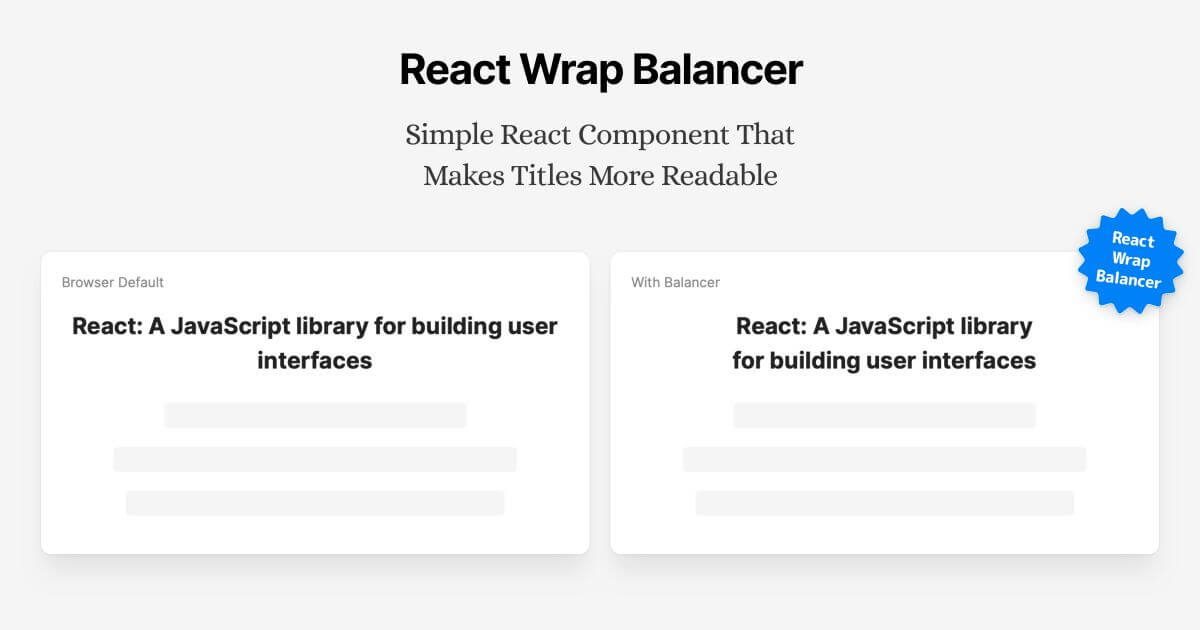 React Wrap Balancer
Simple React Component That
Makes Titles More Readable
Browser Default
React: A JavaScript library for building user
interfaces
With Balancer
React: A JavaScript library
for building user interfaces
React
Wrap
Balancer